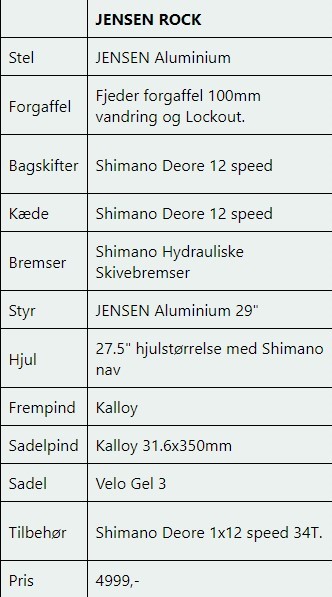 JENSEN ROCK
Stel JENSEN Aluminium
Forgaffel Fjeder forgaffel 100mm
vandring og Lockout.
Bagskifter Shimano Deore 12 speed
Kæde Shimano Deore 12 speed
Bremser Shimano Hydrauliske
Skivebremser
Styr JENSEN Aluminium 29"
Hjul 27.5" hjulstørrelse med Shimano
nav
Frempind Kalloy
Sadelpind Kalloy 31.6x350mm
Sadel Velo Gel 3
Tilbehør Shimano Deore 1x12 speed 34T.
Pris 4999,-